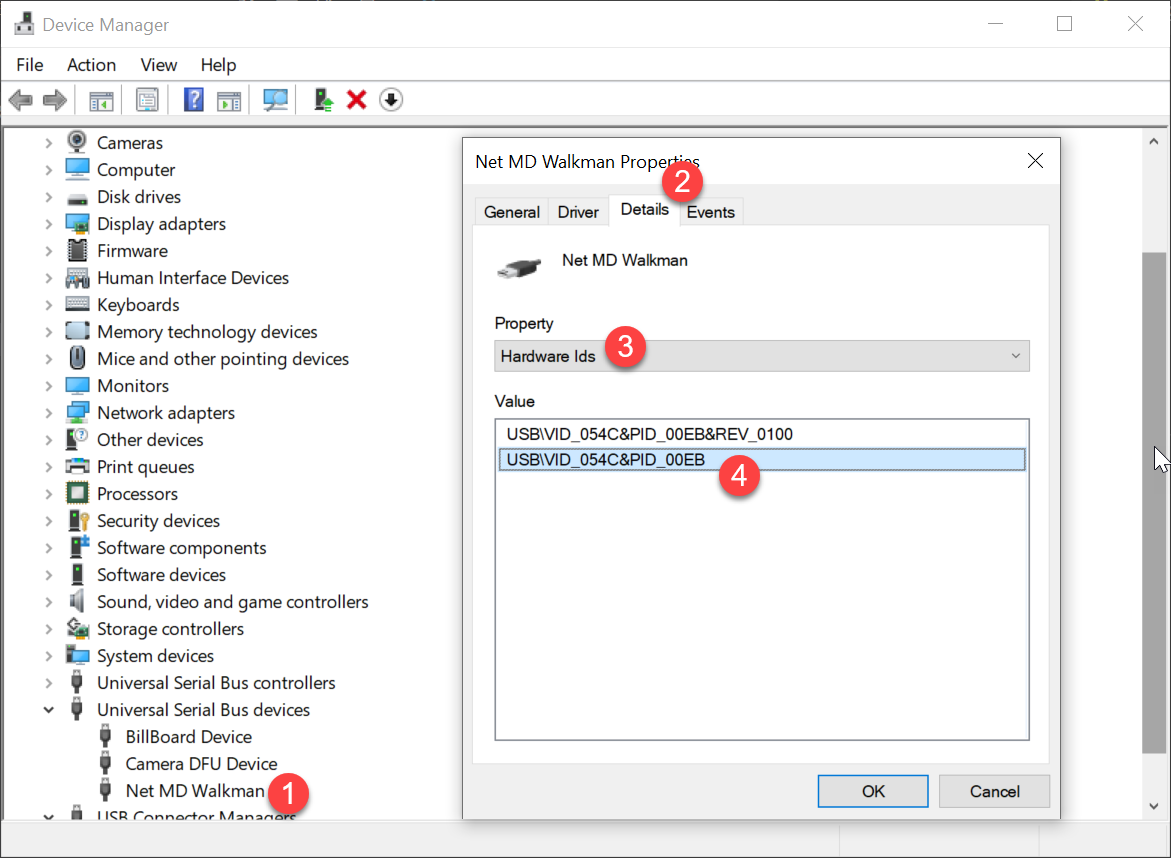 Device Manager
File Action View Help
Cameras
Computer
Disk drives
Display adapters
Firmware
Human Interface Devices
Keyboards
Memory technology devices
Mice and other pointing devices
Monitors
Network adapters
Other devices
Print queues
Processors
Security devices
Software components
Software devices
Sound, video and game controllers
Storage controllers
System devices
Universal Serial Bus controllers
Universal Serial Bus devices
BillBoard Device
Camera DFU Device
Net MD Walkman 1
USB Connector Managers
Net MD Walkman Properties
2
General Driver Details Events
Net MD Walkman
Property
Hardware Ids 3
Value
USB\VID_054C&PID_00EB&REV_0100
USB\VID_054C&PID_00EB
4
OK Cancel